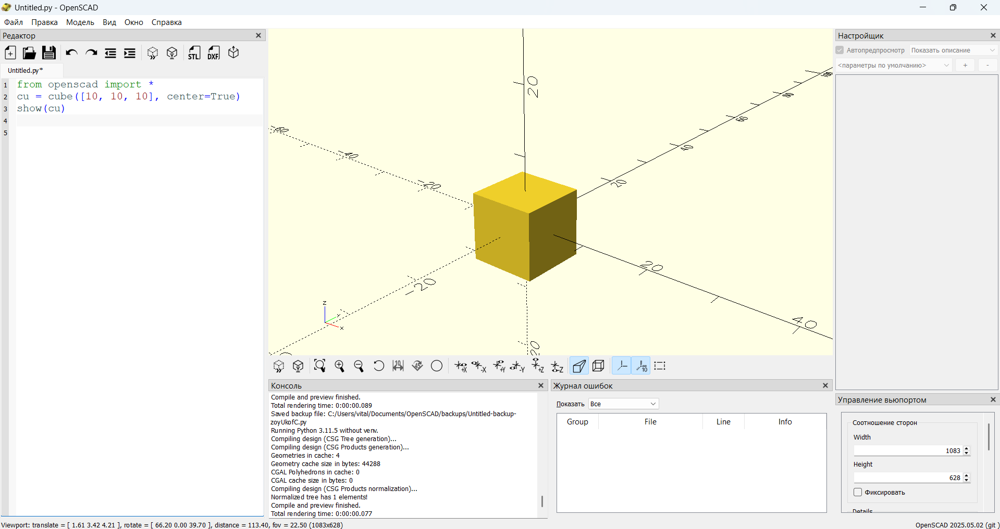 Untitled.py - OpenSCAD
Файл Правка Модель Вид Окно Справка
Редактор
STL DXF
Untitled.py*
1 from openscad import *
2 cu = cube([10, 10, 10], center=True)
3 show(cu)
4
5
20
-60
-40
-20
20
40
60
80
-20
20
40
20
z
y
x
10
45
+X -X +Y -Y +Z -Z
10
Консоль
Compile and preview finished.
Total rendering time: 0:00:00.089
Saved backup file: C:/Users/vital/Documents/OpenSCAD/backups/Untitled-backup-
zoyUkofC.py
Running Python 3.11.5 without venv.
Compiling design (CSG Tree generation)...
Compiling design (CSG Products generation)...
Geometries in cache: 4
Geometry cache size in bytes: 44288
CGAL Polyhedrons in cache: 0
CGAL cache size in bytes: 0
Compiling design (CSG Products normalization)...
Normalized tree has 1 elements!
Compile and preview finished.
Total rendering time: 0:00:00.077
Журнал ошибок
Показать Все
Group File Line Info
Настройщик
Автопредпросмотр Показать описание
<параметры по умолчанию> + -
Управление вьюпортом
Соотношение сторон
Width
1083
Height
628
Фиксировать
Details
Viewport: translate = [ 1.61 3.42 4.21 ], rotate = [ 66.20 0.00 39.70 ], distance = 113.40, fov = 22.50 (1083x628)
OpenSCAD 2025.05.02 (git )